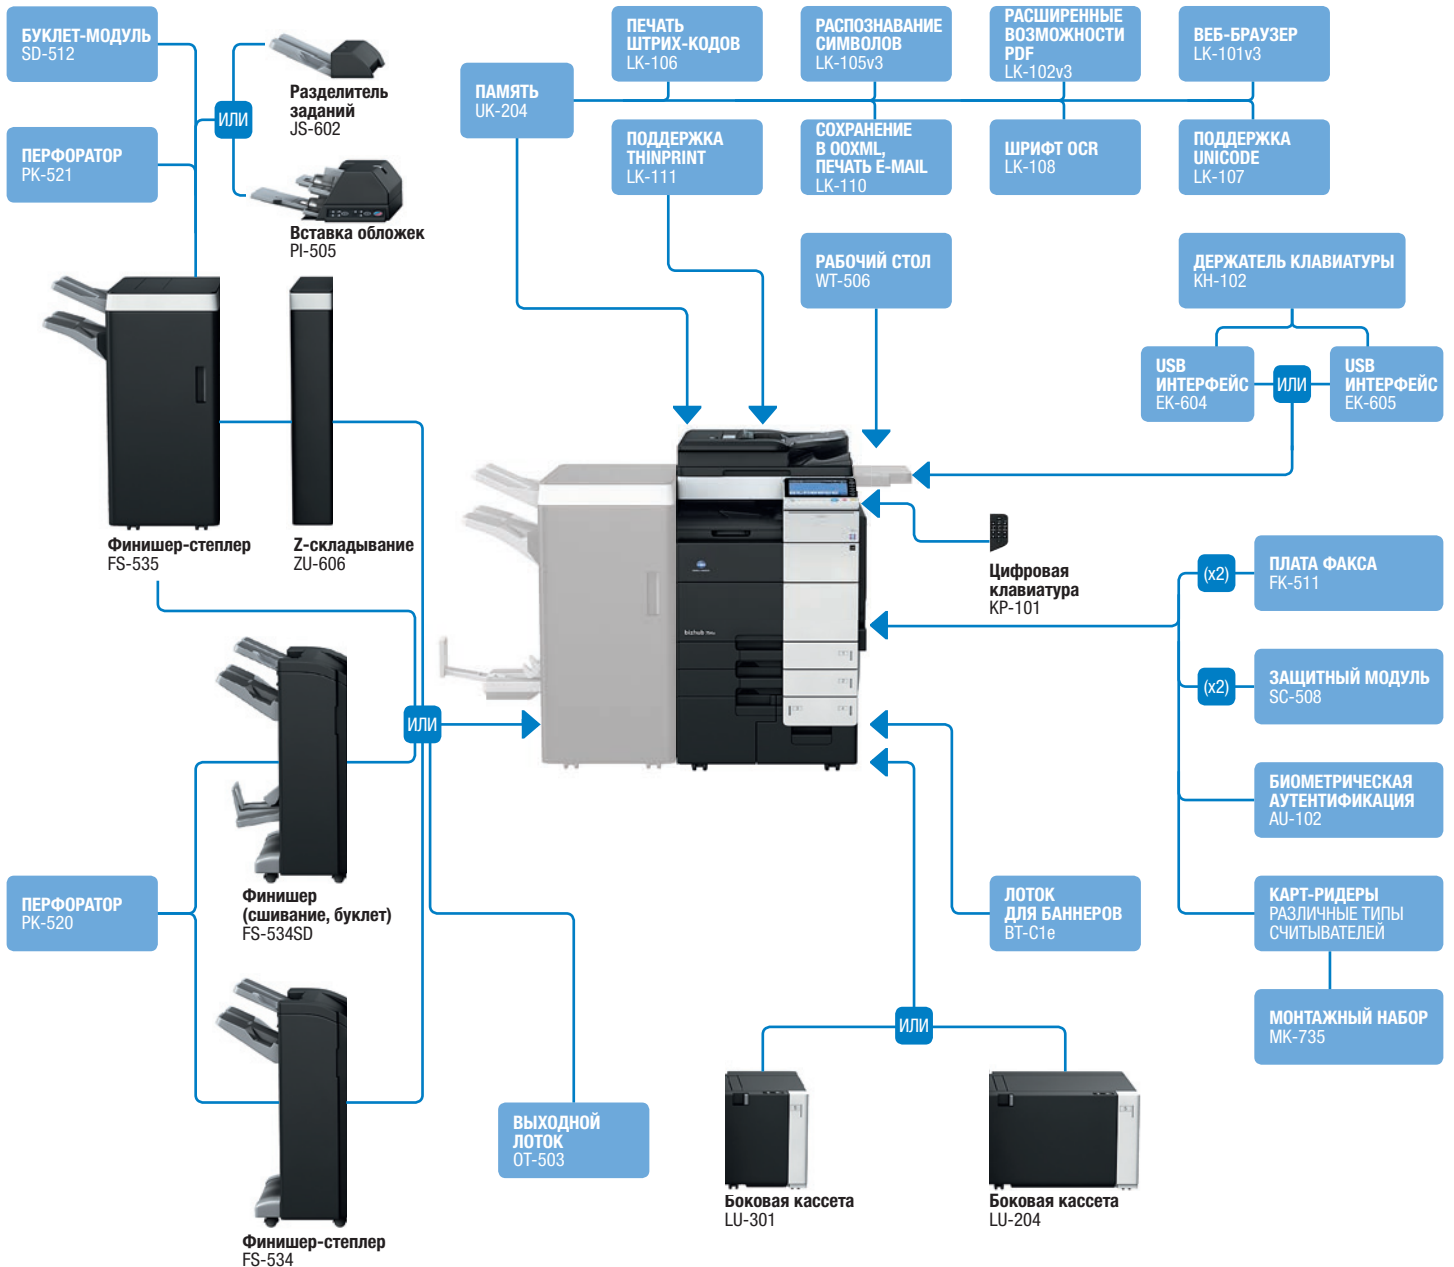 БУКЛЕТ-МОДУЛЬ
SD-512
ПЕРФОРАТОР
PK-521
ИЛИ
Разделитель
заданий
JS-602
Вставка обложек
PI-505
ПАМЯТЬ
UK-204
ПЕЧАТЬ
ШТРИХ-КОДОВ
LK-106
РАСПОЗНАВАНИЕ
СИМВОЛОВ
LK-105v3
РАСШИРЕННЫЕ
ВОЗМОЖНОСТИ
PDF
LK-102v3
ВЕБ-БРАУЗЕР
LK-101v3
ПОДДЕРЖКА
THINPRINT
LK-111
СОХРАНЕНИЕ
В OOXML,
ПЕЧАТЬ E-MAIL
LK-110
ШРИФТ OCR
LK-108
ПОДДЕРЖКА
UNICODE
LK-107
РАБОЧИЙ СТОЛ
WT-506
ДЕРЖАТЕЛЬ КЛАВИАТУРЫ
KH-102
USB
ИНТЕРФЕЙС
EK-604
ИЛИ
USB
ИНТЕРФЕЙС
EK-605
Финишер-степлер
FS-535
Z-складывание
ZU-606
Цифровая
клавиатура
KP-101
(x2)
ПЛАТА ФАКСА
FK-511
bizhub
(x2)
ЗАЩИТНЫЙ МОДУЛЬ
SC-508
ИЛИ
БИОМЕТРИЧЕСКАЯ
АУТЕНТИФИКАЦИЯ
AU-102
ПЕРФОРАТОР
PK-520
Финишер
(сшивание, буклет)
FS-534SD
ЛОТОК
ДЛЯ БАННЕРОВ
BT-C1e
КАРТ-РИДЕРЫ
РАЗЛИЧНЫЕ ТИПЫ
СЧИТЫВАТЕЛЕЙ
МОНТАЖНЫЙ НАБОР
MK-735
ИЛИ
ВЫХОДНОЙ
ЛОТОК
OT-503
Боковая кассета
LU-301
Боковая кассета
LU-204
Финишер-степлер
FS-534